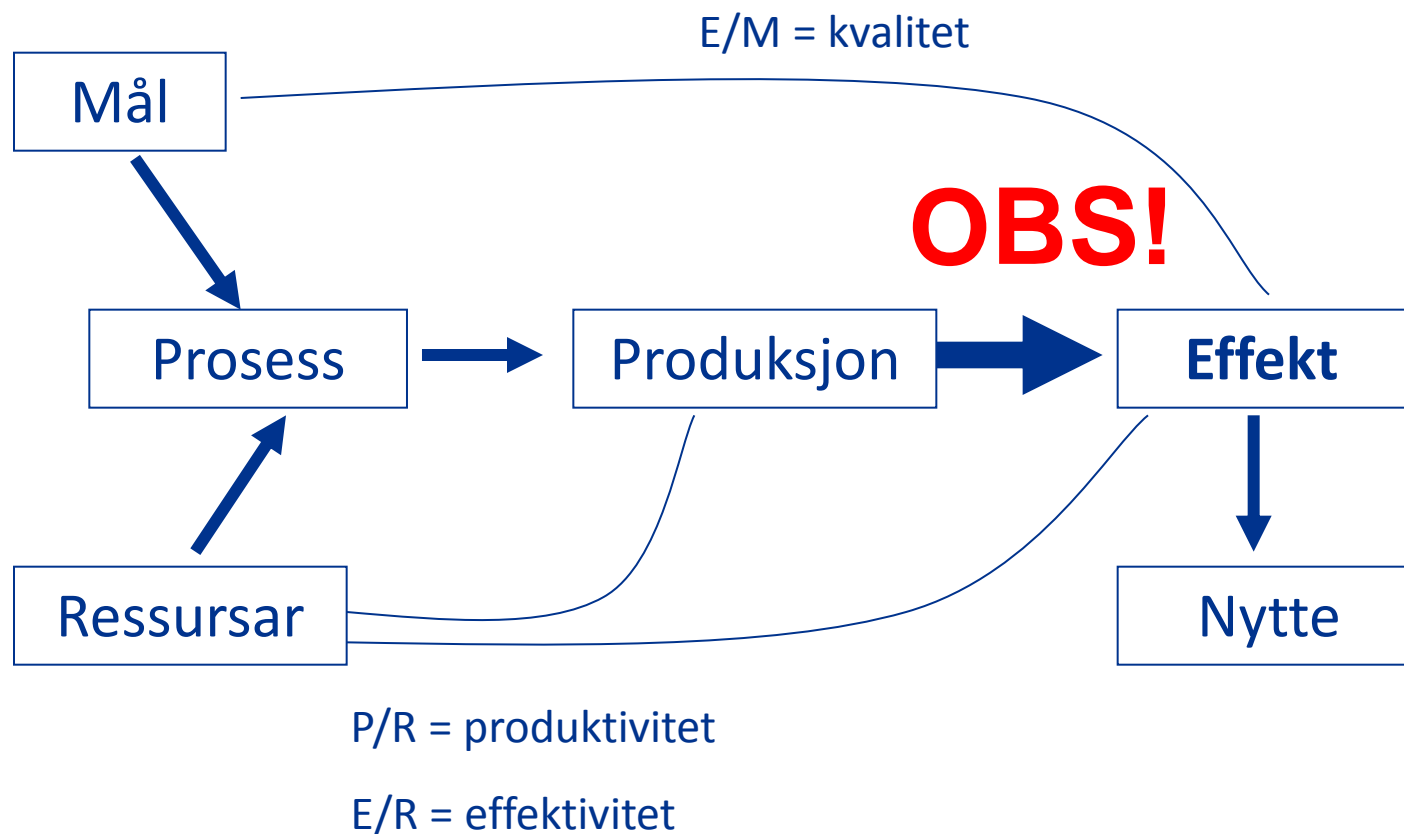 E/M = kvalitet
Mål
OBS!
Prosess
Produksjon
Effekt
Ressursar
Nytte
P/R = produktivitet
E/R = effektivitet